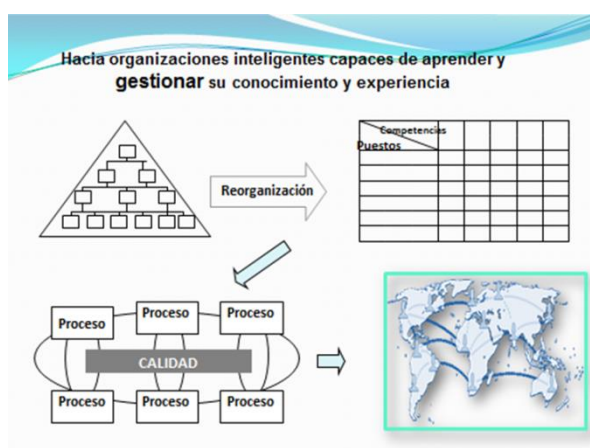 Hacia organizaciones inteligentes capaces de aprender y
gestionar su conocimiento y experiencia
Competencias
Puestos
Reorganización
Proceso
Proceso
Proceso
CALIDAD
Proceso
Proceso
Proceso